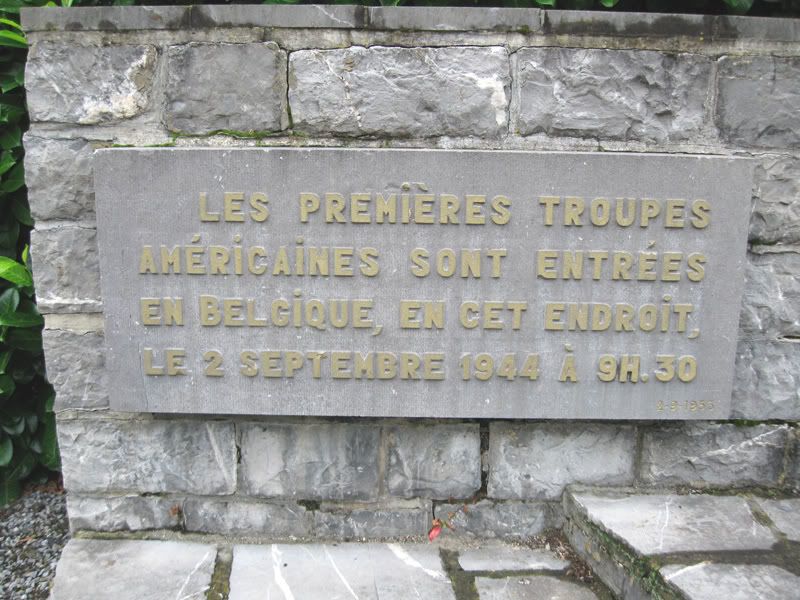 LES PREMIÈRES TROUPES
AMÉRICAINES SONT ENTRÉES
EN BELGIQUE, EN CET ENDROIT,
LE 2 SEPTEMBRE 1944 À 9H.30